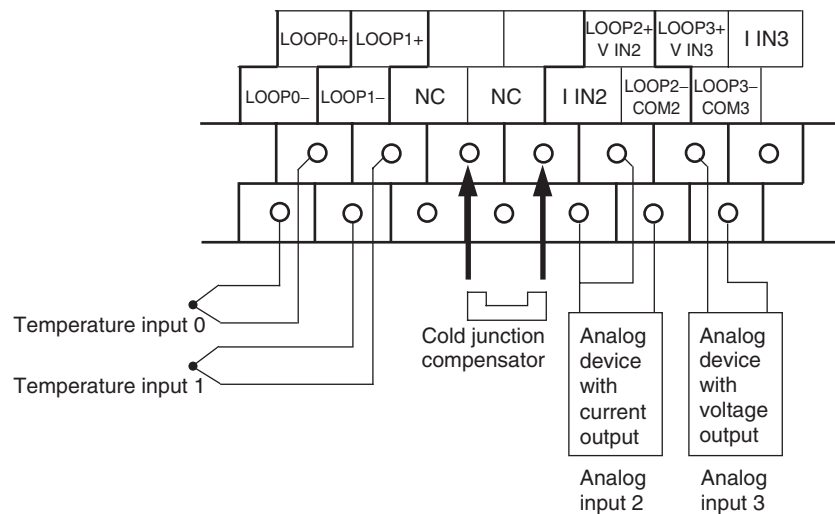 LOOP0+ LOOP1+ LOOP2+ LOOP3+ I IN3
V IN2 V IN3
LOOP0– LOOP1– NC NC I IN2 LOOP2– LOOP3–
COM2 COM3
Temperature input 0
Temperature input 1
Cold junction
compensator
Analog
device
with
current
output
Analog
device
with
voltage
output
Analog
input 2
Analog
input 3